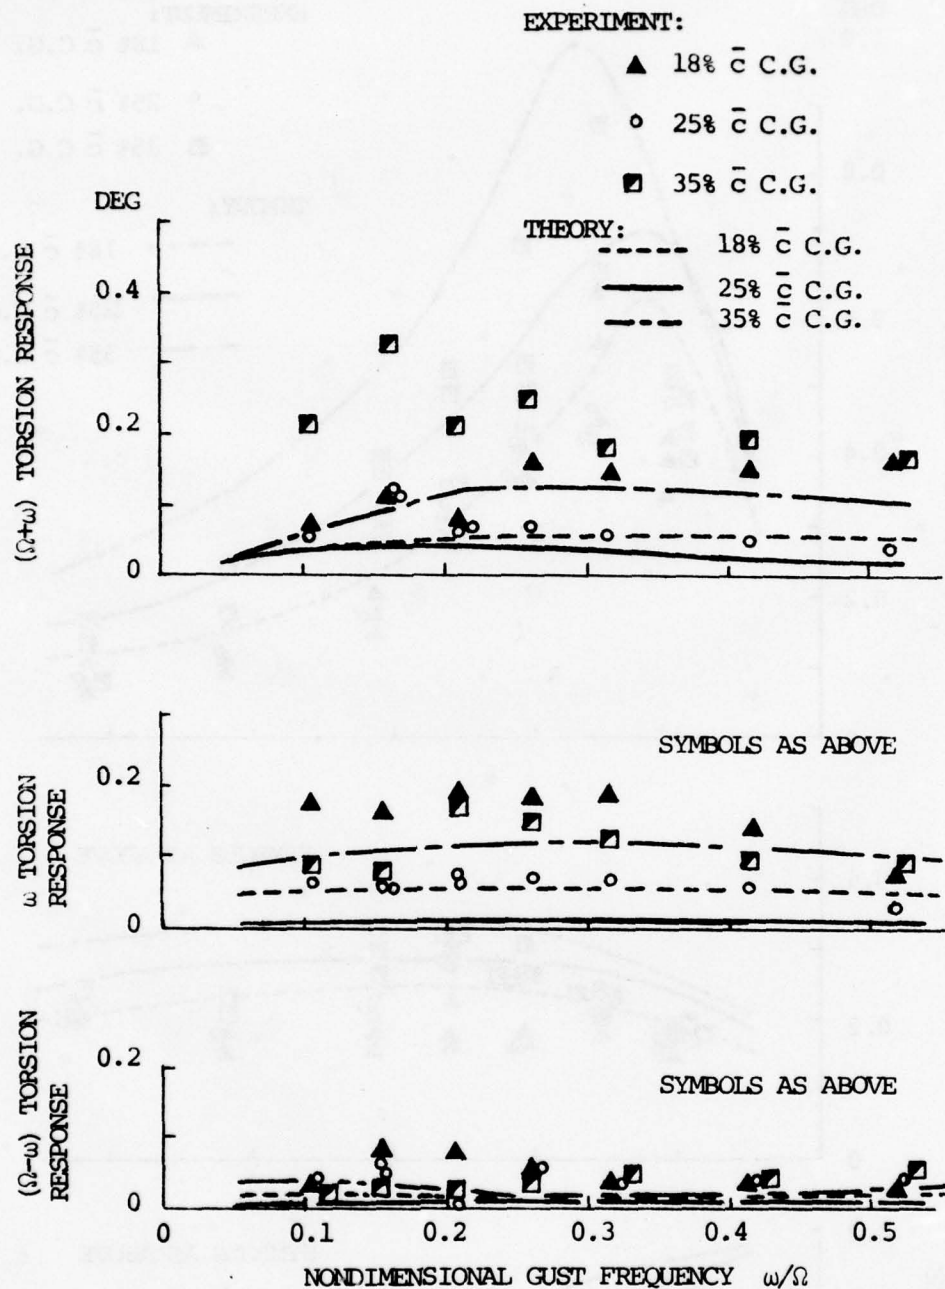 EXPERIMENT:
18% c̄ C.G.
25% c̄ C.G.
35% c̄ C.G.
THEORY:
18% c̄ C.G.
25% c̄ C.G.
35% c̄ C.G.
DEG
0.4
0.2
0
(Ω+ω) TORSION RESPONSE
SYMBOLS AS ABOVE
0.2
0
ω TORSION
RESPONSE
SYMBOLS AS ABOVE
0.2
0
(Ω-ω) TORSION
RESPONSE
0 0.1 0.2 0.3 0.4 0.5
NONDIMENSIONAL GUST FREQUENCY ω/Ω